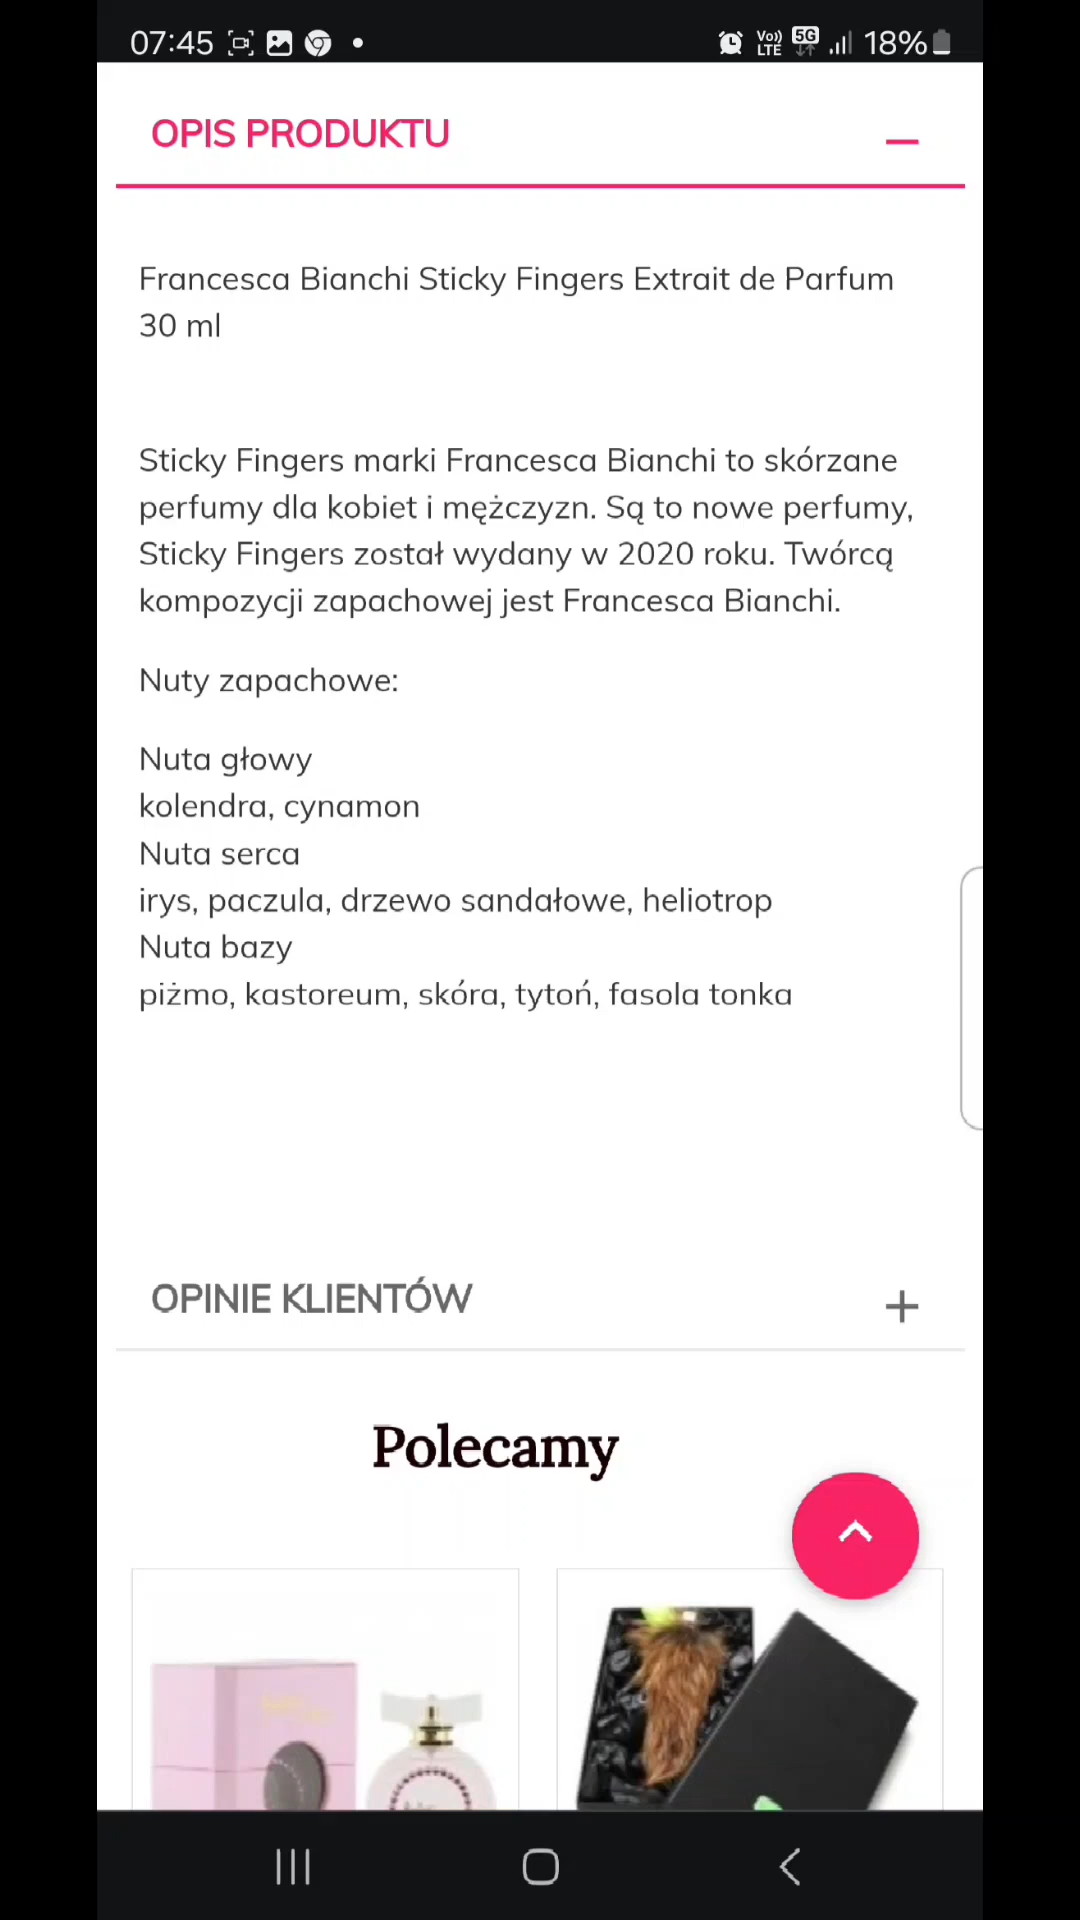 07:45
Vo)) LTE 5G 18%
OPIS PRODUKTU
Francesca Bianchi Sticky Fingers Extrait de Parfum
30 ml
Sticky Fingers marki Francesca Bianchi to skórzane
perfumy dla kobiet i mężczyzn. Są to nowe perfumy,
Sticky Fingers został wydany w 2020 roku. Twórcą
kompozycji zapachowej jest Francesca Bianchi.
Nuty zapachowe:
Nuta głowy
kolendra, cynamon
Nuta serca
irys, paczula, drzewo sandałowe, heliotrop
Nuta bazy
piżmo, kastoreum, skóra, tytoń, fasola tonka
OPINIE KLIENTÓW
Polecamy